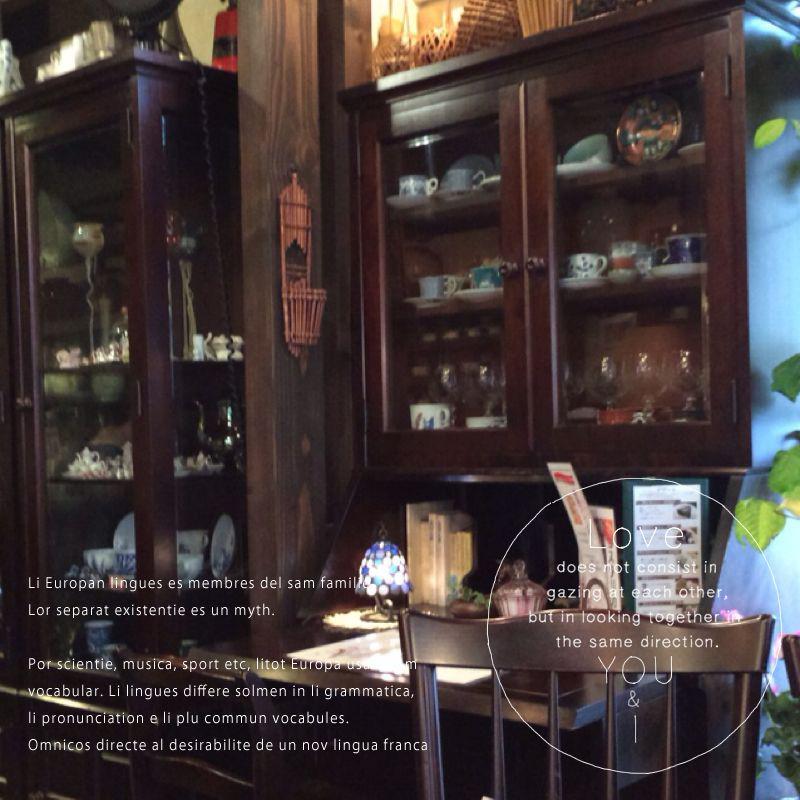 Li Europan lingues es membres del sam familie.
Lor separat existentie es un myth.
Por scientie, musica, sport etc, litot Europa usa
vocabular. Li lingues differe solmen in li grammatica,
li pronunciation e li plu commun vocabules.
Omnicos directe al desirabilite de un nov lingua franca
Love
does not consist in
gazing at each other,
but in looking together in
the same direction.
YOU
&
I